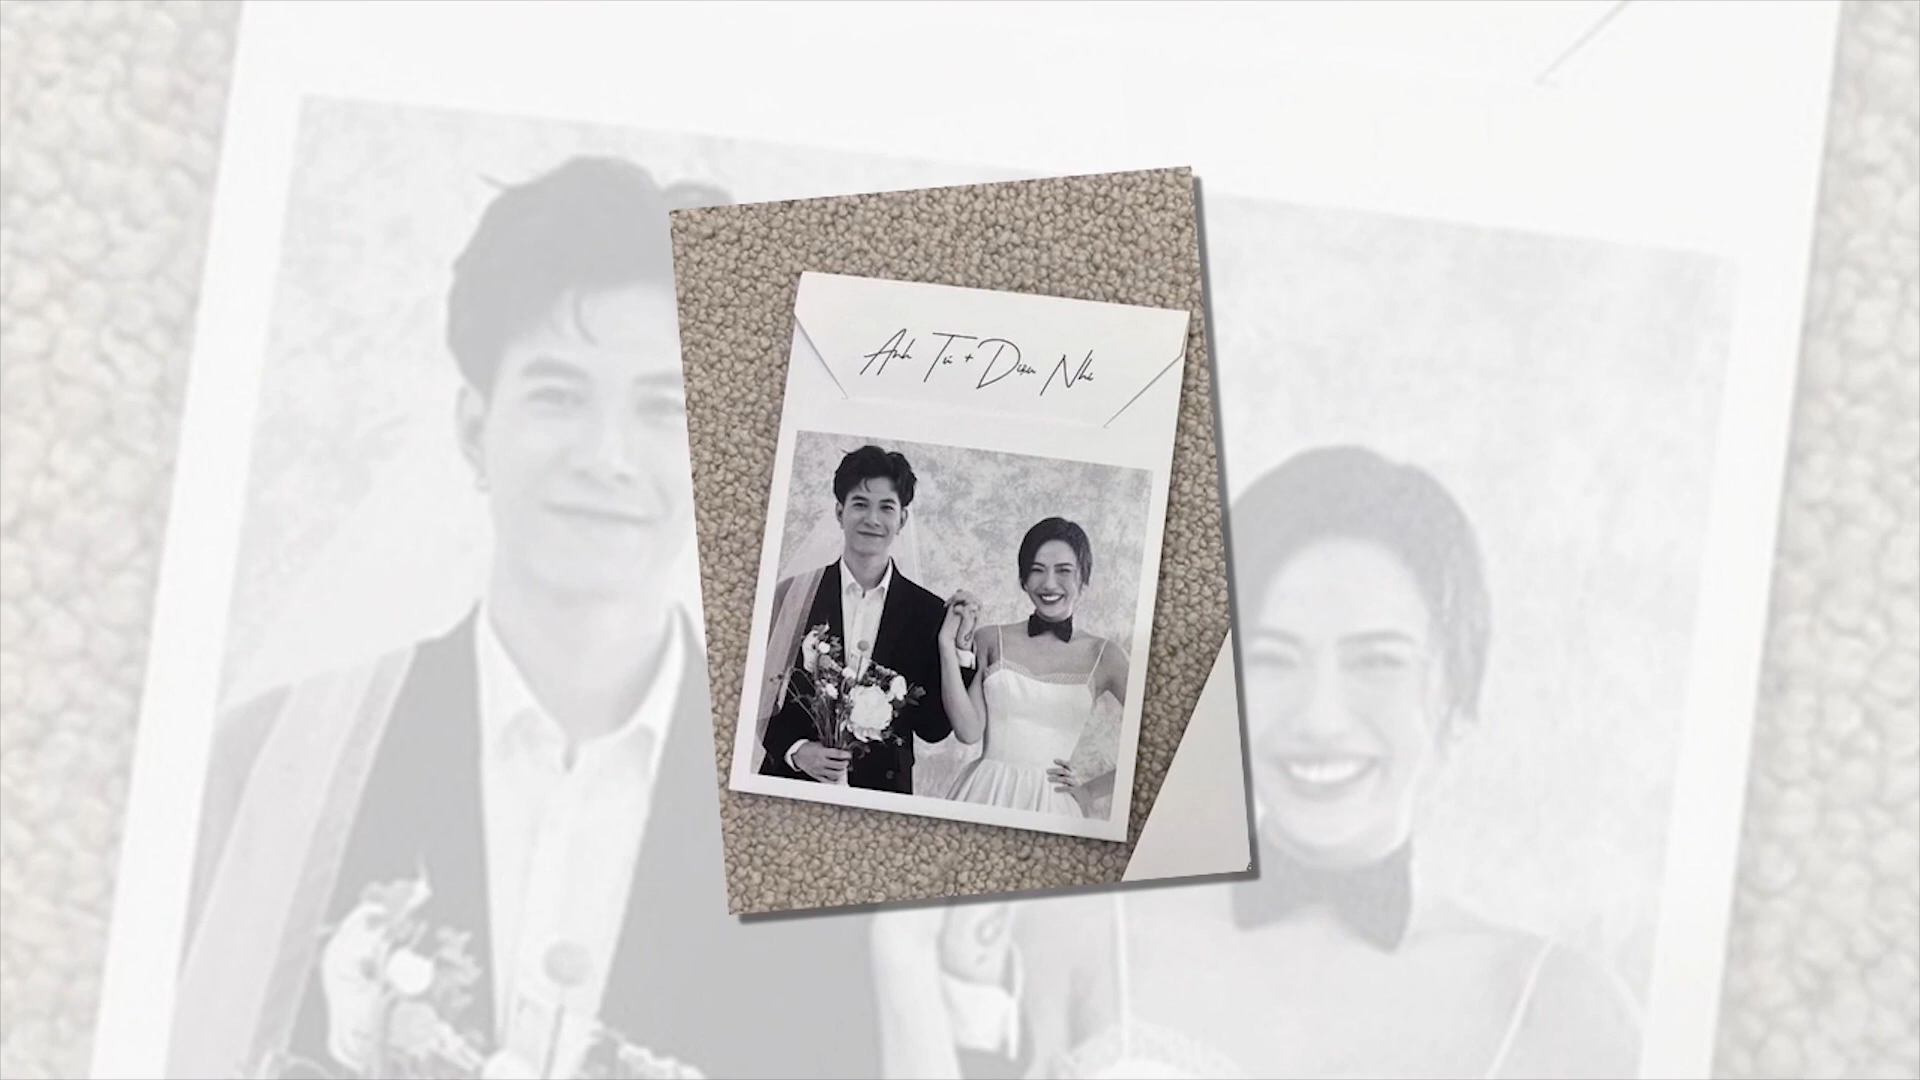 Anh Tú + Diệu Nhi